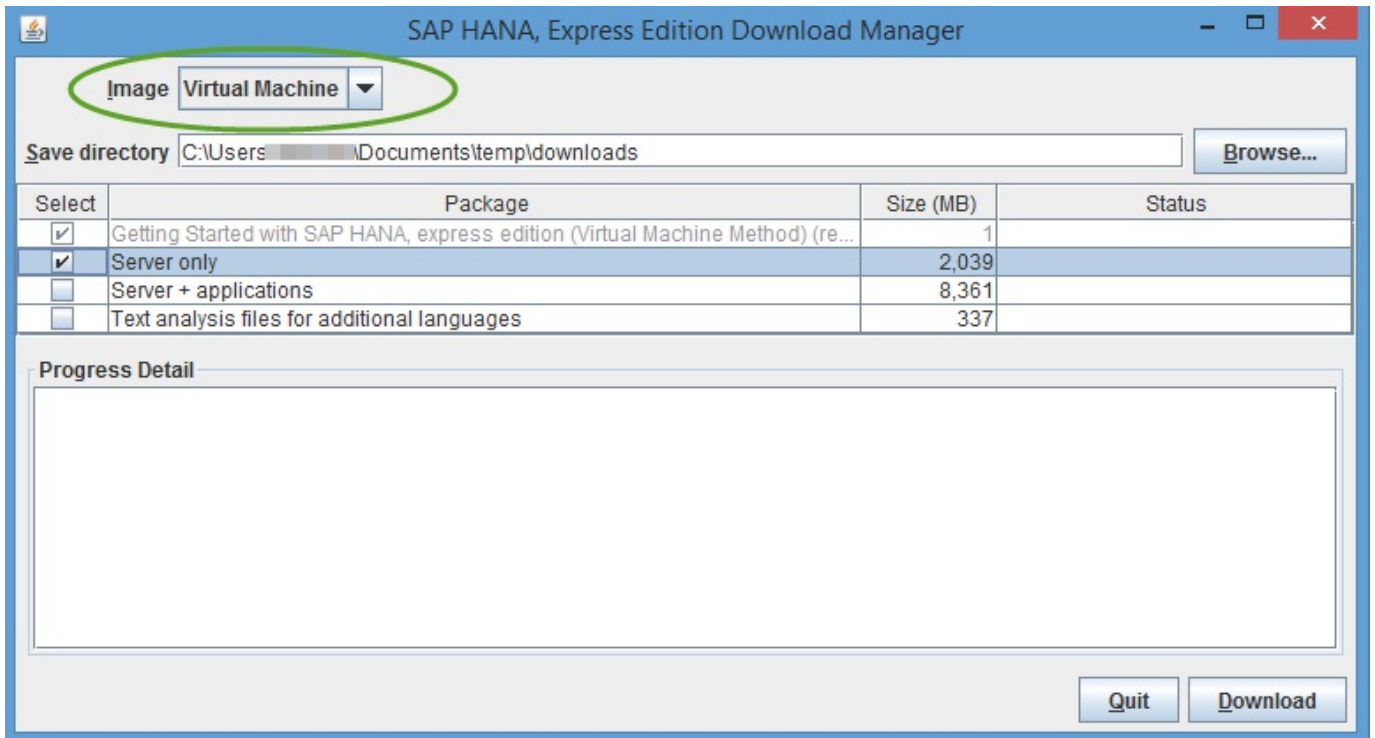 SAP HANA, Express Edition Download Manager
Image Virtual Machine
Save directory C:\Users \Documents\temp\downloads Browse...
Select Package Size (MB) Status
Getting Started with SAP HANA, express edition (Virtual Machine Method) (re... 1
Server only 2,039
Server + applications 8,361
Text analysis files for additional languages 337
Progress Detail
Quit Download